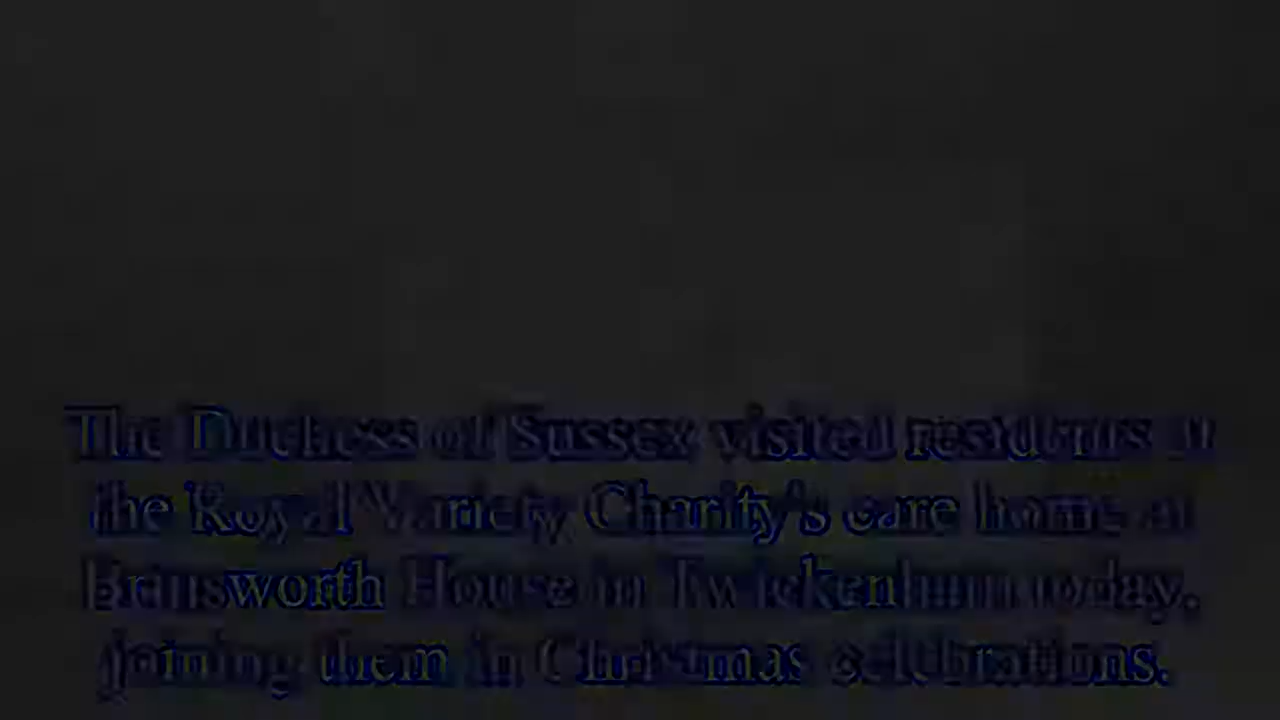 The Duchess of Sussex visited residents at
the Royal Variety Charity's care home at
Brinsworth House in Twickenham today,
joining them in Christmas celebrations.